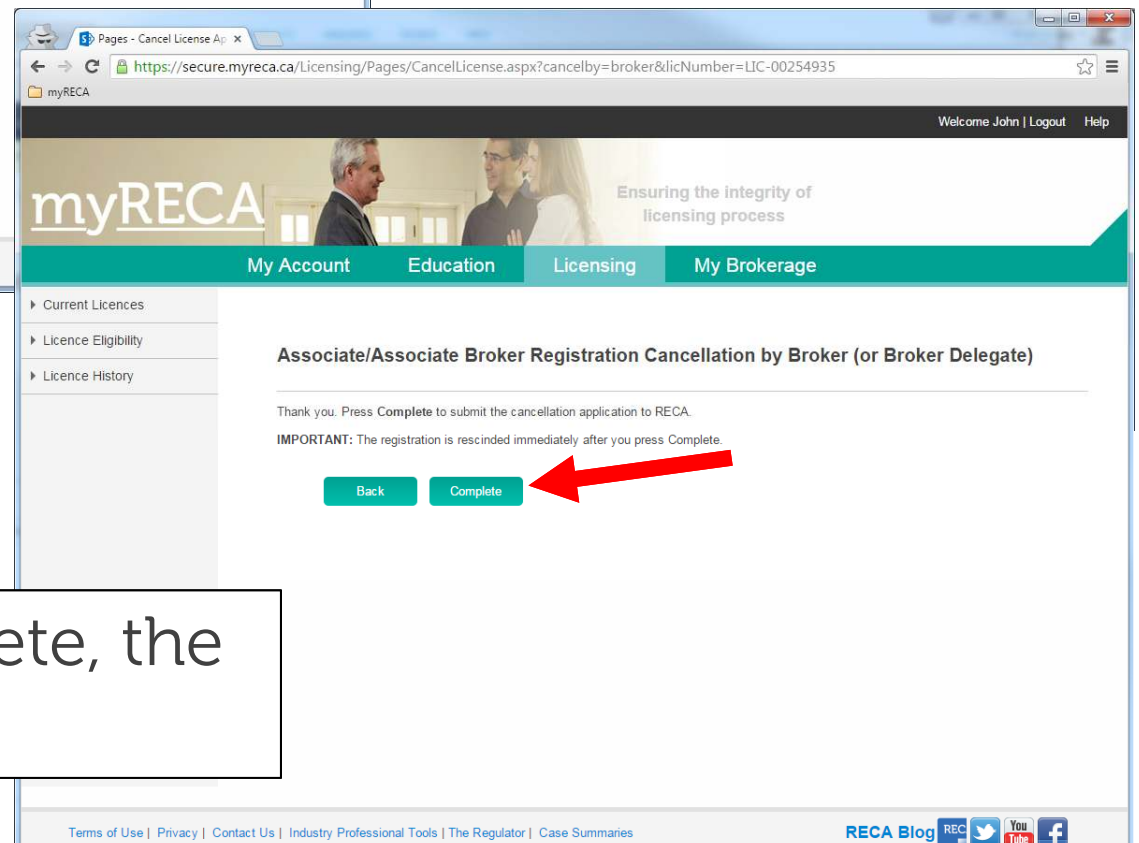 Pages - Cancel License Ap
https://secure.myreca.ca/Licensing/Pages/CancelLicense.aspx?cancelby=broker&licNumber=LIC-00254935
myRECA
Welcome John | Logout Help
myRECA
Ensuring the integrity of
licensing process
My Account Education Licensing My Brokerage
Current Licences
Licence Eligibility
Licence History
Associate/Associate Broker Registration Cancellation by Broker (or Broker Delegate)
Thank you. Press Complete to submit the cancellation application to RECA.
IMPORTANT: The registration is rescinded immediately after you press Complete.
Back Complete
ete, the
Terms of Use | Privacy | Contact Us | Industry Professional Tools | The Regulator | Case Summaries
RECA Blog REC You Tube f